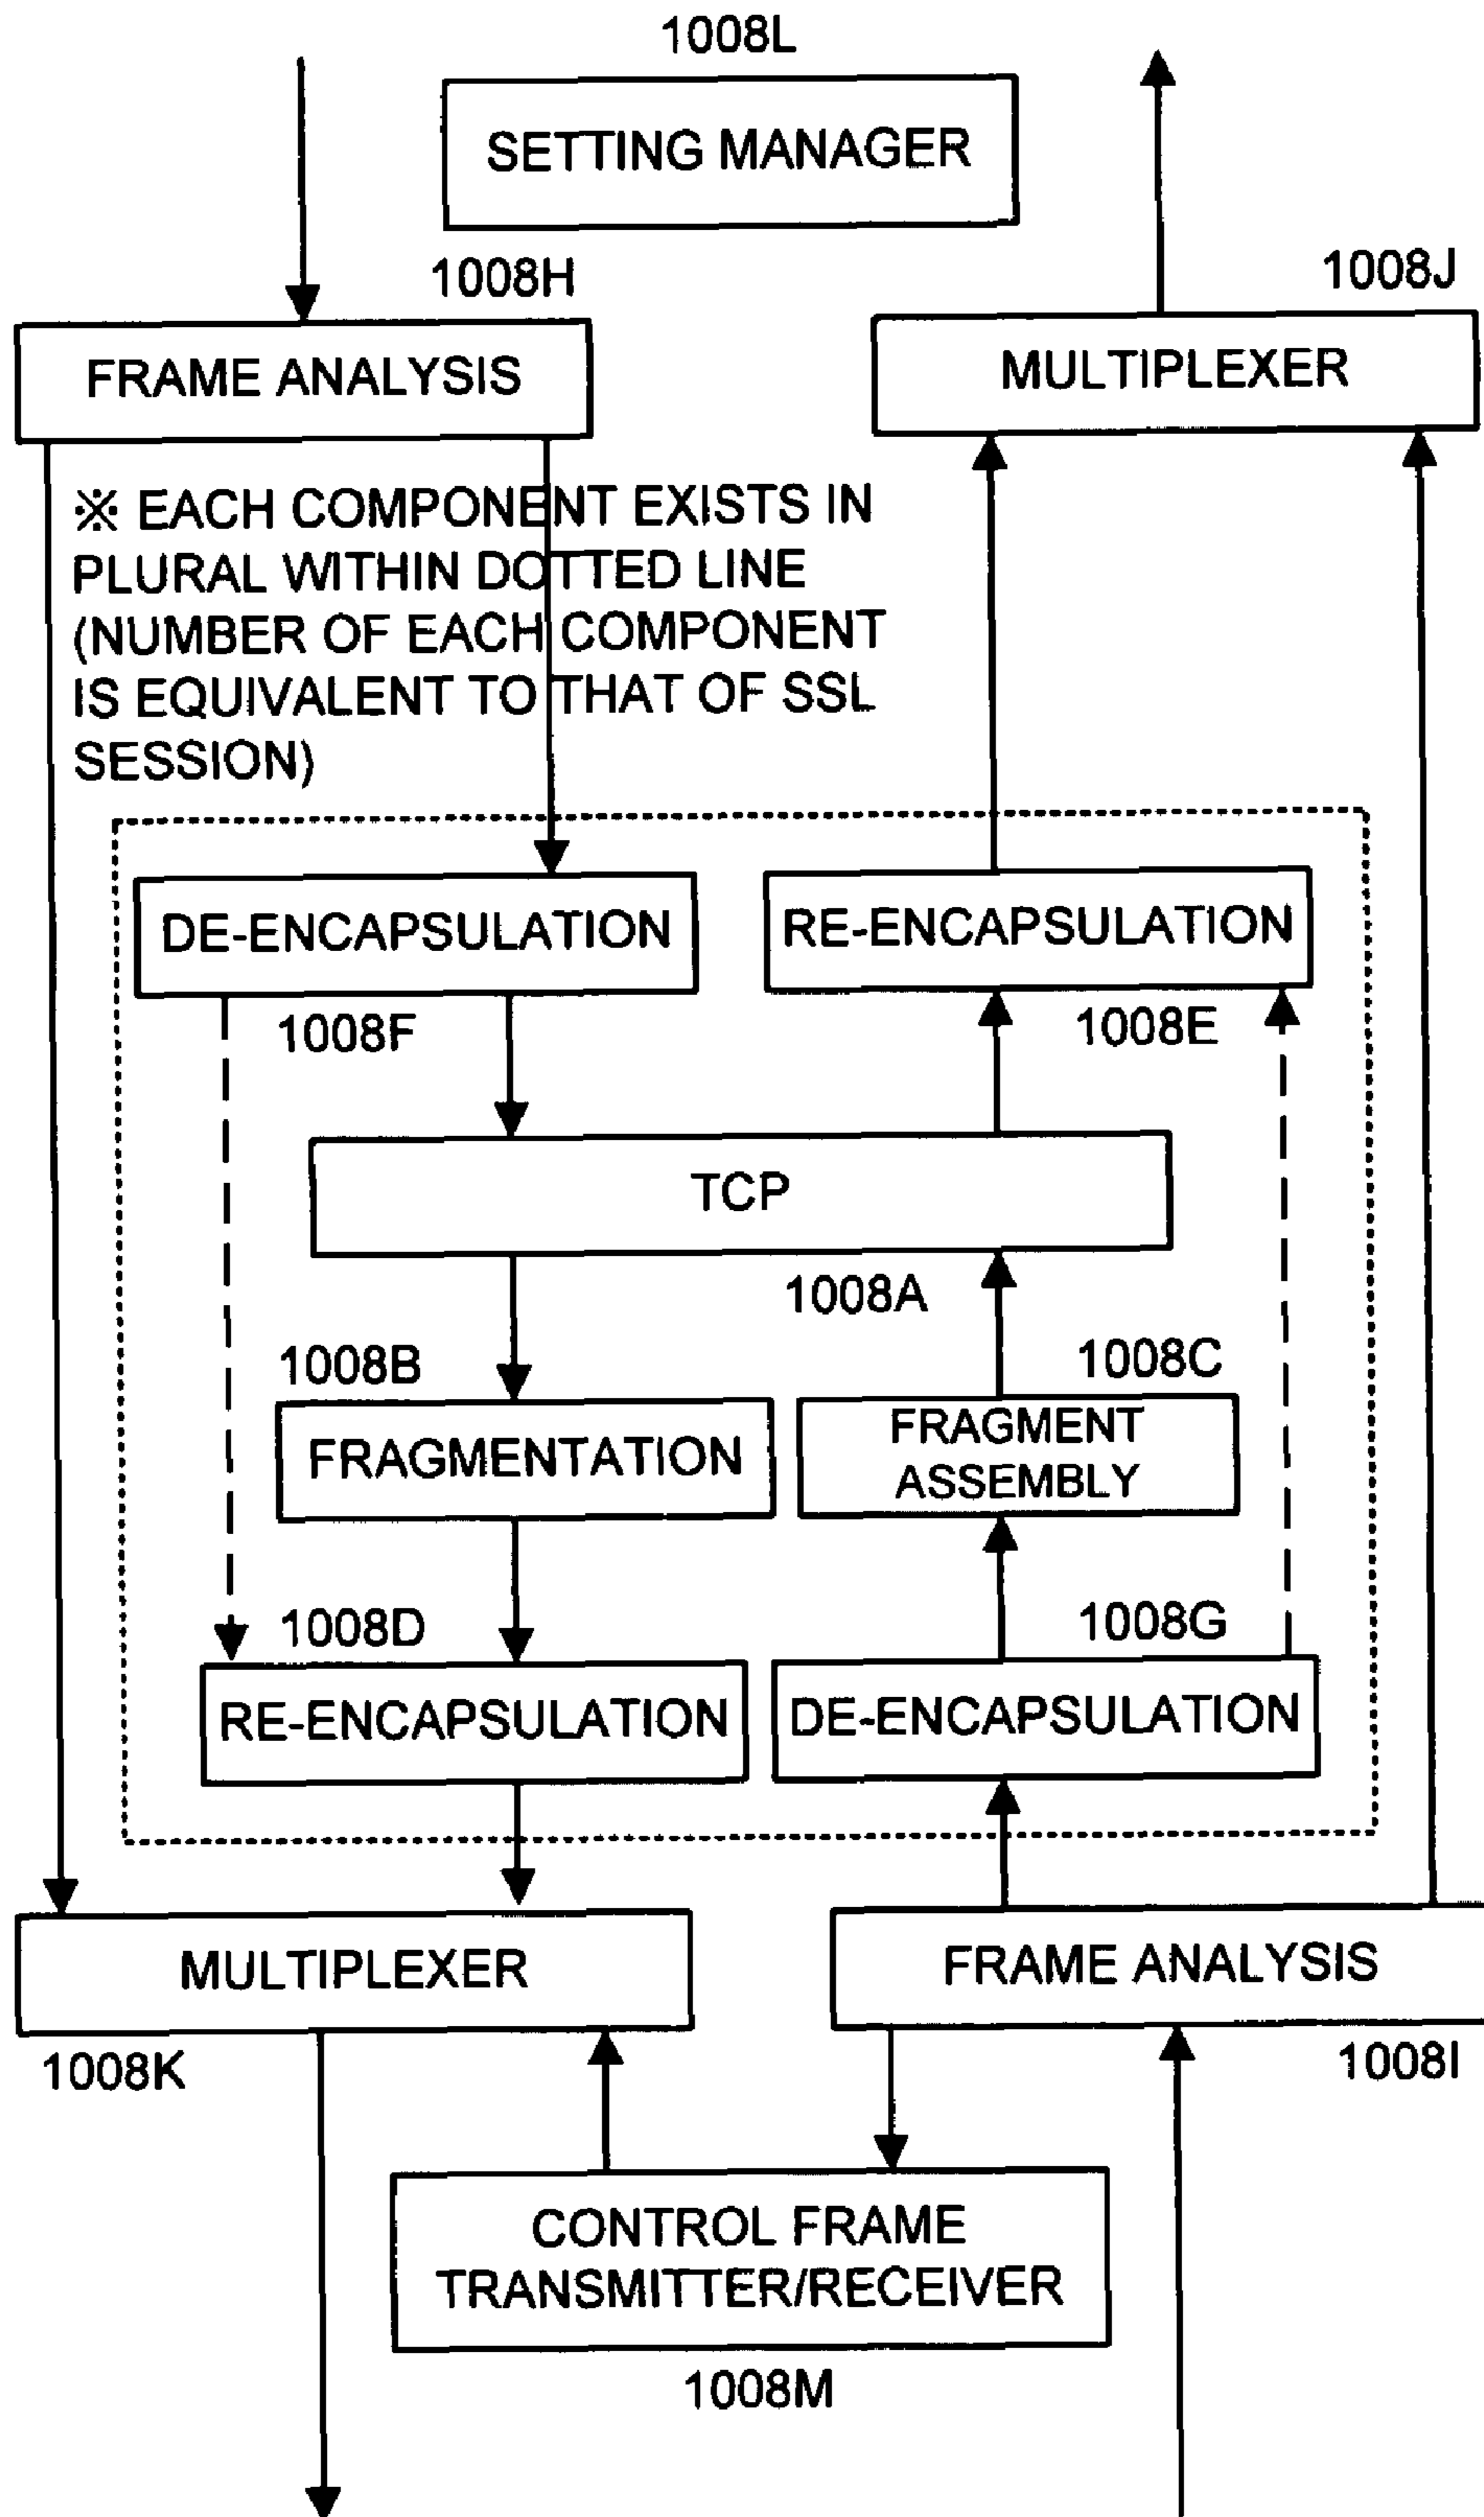 1008L
SETTING MANAGER
1008H
1008J
FRAME ANALYSIS
MULTIPLEXER
※ EACH COMPONENT EXISTS IN
PLURAL WITHIN DOTTED LINE
(NUMBER OF EACH COMPONENT
IS EQUIVALENT TO THAT OF SSL
SESSION)
DE-ENCAPSULATION
RE-ENCAPSULATION
1008F
1008E
TCP
1008A
1008B
1008C
FRAGMENTATION
FRAGMENT
ASSEMBLY
1008D
1008G
RE-ENCAPSULATION
DE-ENCAPSULATION
MULTIPLEXER
FRAME ANALYSIS
1008K
1008I
CONTROL FRAME
TRANSMITTER/RECEIVER
1008M